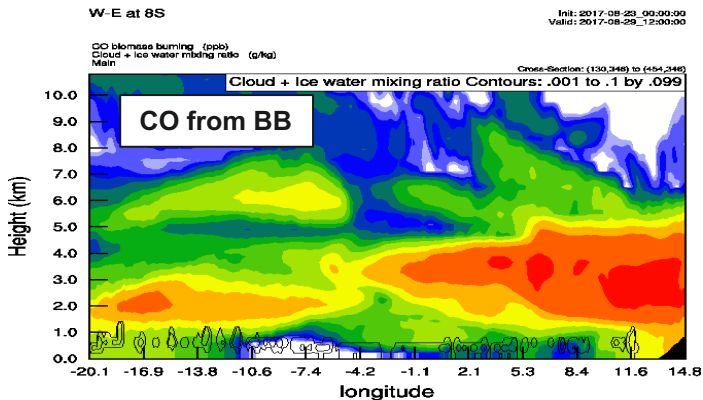 W-E at 8S
Init: 2017-08-23_00:00:00
Valid: 2017-08-29_12:00:00
CO biomass burning (ppb)
Cloud + Ice water mixing ratio (g/kg)
Main
Cross-Section: (130,346) to (454,346)
Cloud + Ice water mixing ratio Contours: .001 to .1 by .099
CO from BB
Height (km)
10.0
9.0
8.0
7.0
6.0
5.0
4.0
3.0
2.0
1.0
0.0
-20.1 -16.9 -13.8 -10.6 -7.4 -4.2 -1.1 2.1 5.3 8.4 11.6 14.8
longitude